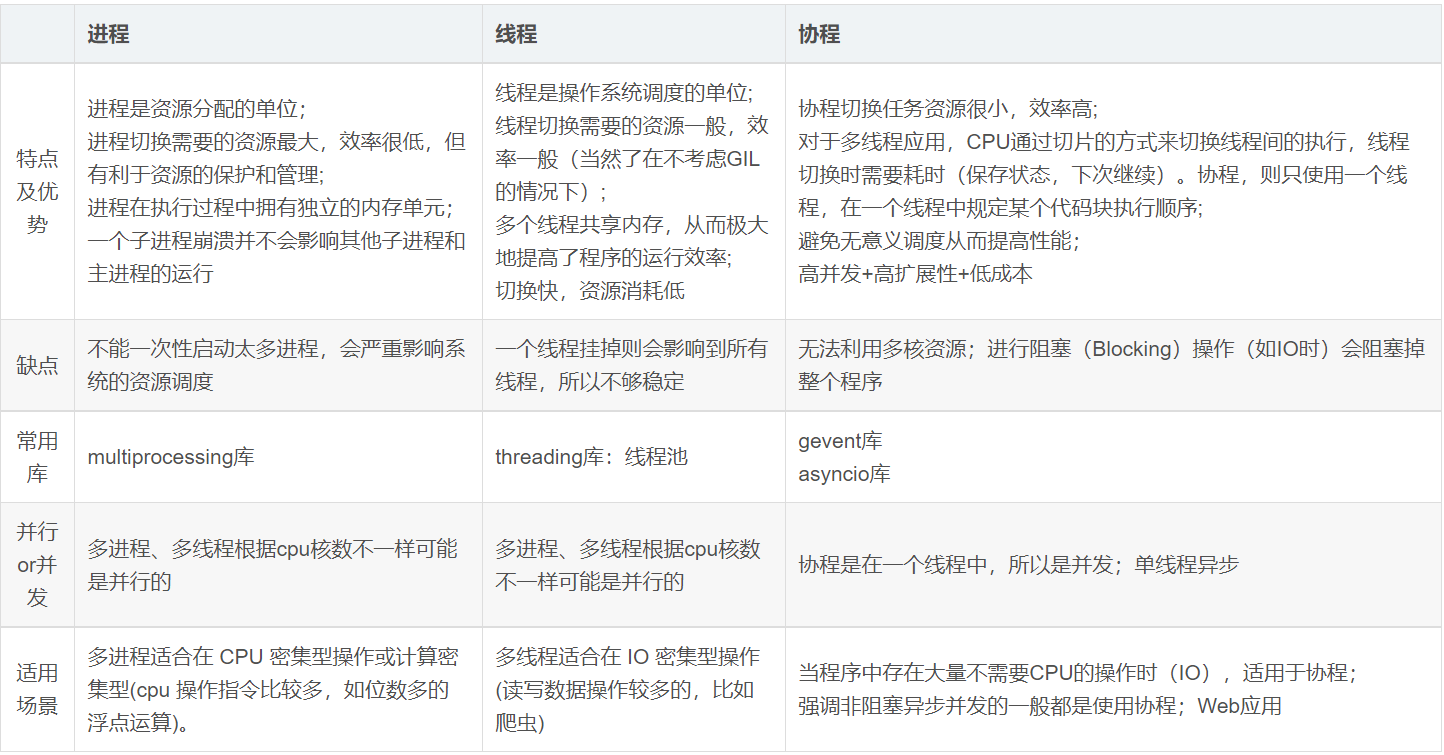 进程
线程
协程
特点
及优
势
进程是资源分配的单位；
进程切换需要的资源最大，效率很低，但
有利于资源的保护和管理;
进程在执行过程中拥有独立的内存单元；
一个子进程崩溃并不会影响其他子进程和
主进程的运行
线程是操作系统调度的单位;
线程切换需要的资源一般，效
率一般（当然了在不考虑GIL
的情况下）;
多个线程共享内存，从而极大
地提高了程序的运行效率;
切换快，资源消耗低
协程切换任务资源很小，效率高;
对于多线程应用，CPU通过切片的方式来切换线程间的执行，线程
切换时需要耗时（保存状态，下次继续）。协程，则只使用一个线
程，在一个线程中规定某个代码块执行顺序;
避免无意义调度从而提高性能；
高并发+高扩展性+低成本
缺点
不能一次性启动太多进程，会严重影响系
统的资源调度
一个线程挂掉则会影响到所有
线程，所以不够稳定
无法利用多核资源；进行阻塞（Blocking）操作（如IO时）会阻塞掉
整个程序
常用
库
multiprocessing库
threading库：线程池
gevent库
asyncio库
并行
or并
发
多进程、多线程根据cpu核数不一样可能
是并行的
多进程、多线程根据cpu核数
不一样可能是并行的
协程是在一个线程中，所以是并发；单线程异步
适用
场景
多进程适合在 CPU 密集型操作或计算密
集型(cpu 操作指令比较多，如位数多的
浮点运算)。
多线程适合在 IO 密集型操作
(读写数据操作较多的，比如
爬虫)
当程序中存在大量不需要CPU的操作时（IO），适用于协程；
强调非阻塞异步并发的一般都是使用协程；Web应用